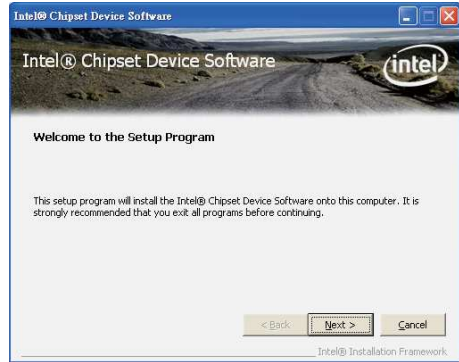 Intel® Chipset Device Software
Intel® Chipset Device Software
intel
Welcome to the Setup Program
This setup program will install the Intel® Chipset Device Software onto this computer. It is
strongly recommended that you exit all programs before continuing.
< Back
Next >
Cancel
Intel® Installation Framework